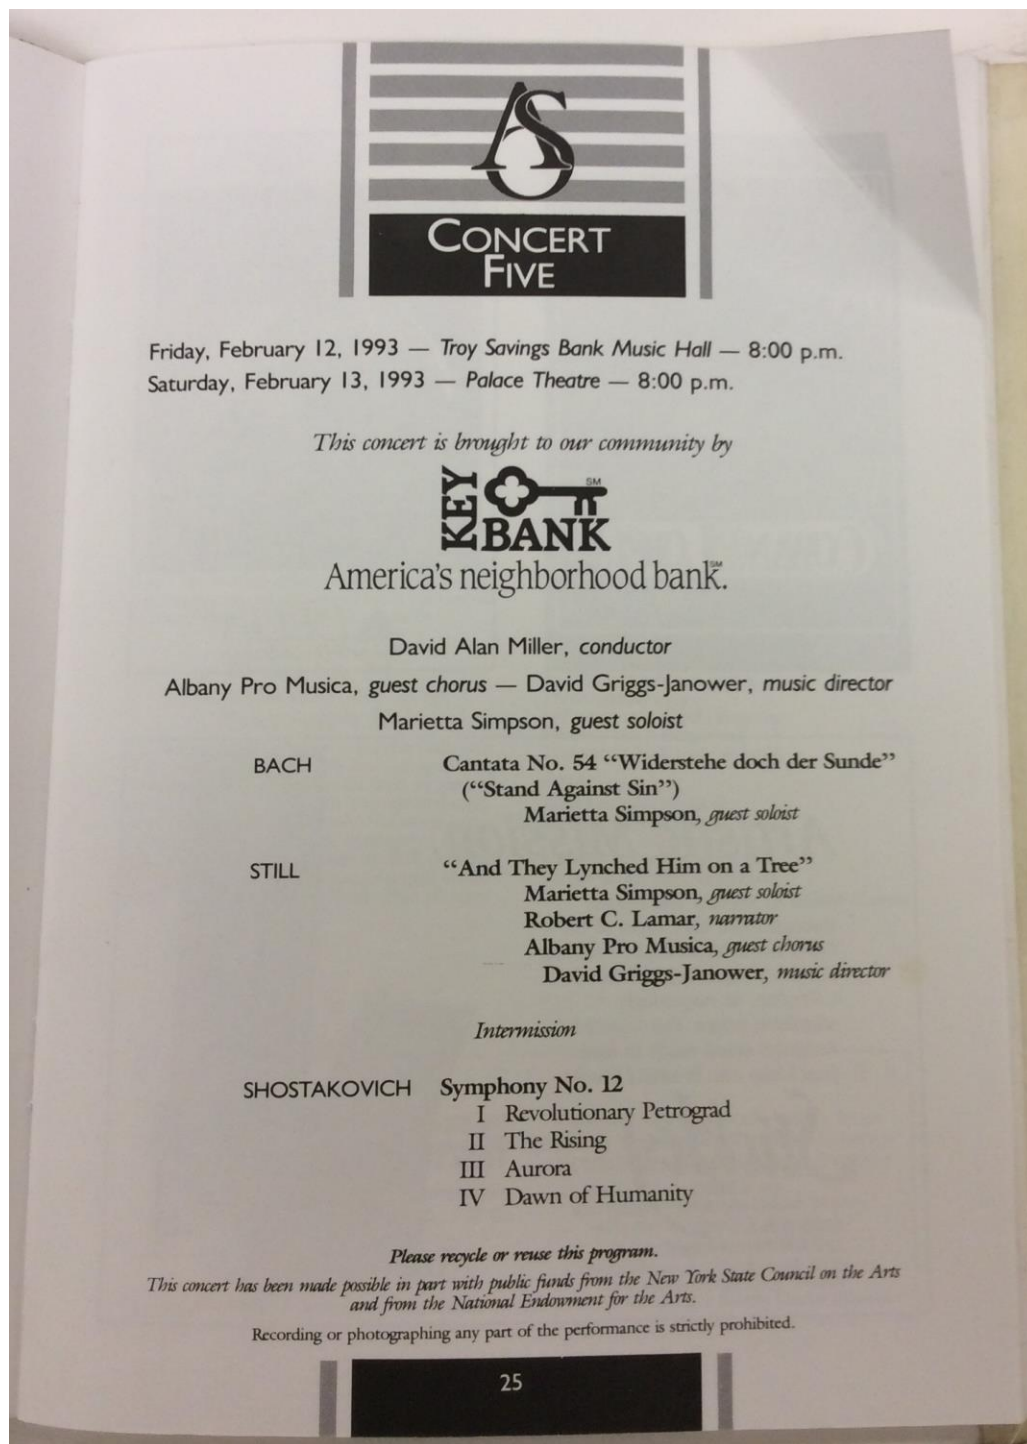 ASO
CONCERT
FIVE
Friday, February 12, 1993 — Troy Savings Bank Music Hall — 8:00 p.m.
Saturday, February 13, 1993 — Palace Theatre — 8:00 p.m.
This concert is brought to our community by
KEY BANK SM
America's neighborhood bank.SM
David Alan Miller, conductor
Albany Pro Musica, guest chorus — David Griggs-Janower, music director
Marietta Simpson, guest soloist
BACH Cantata No. 54 “Widerstehe doch der Sunde”
(“Stand Against Sin”)
Marietta Simpson, guest soloist
STILL “And They Lynched Him on a Tree”
Marietta Simpson, guest soloist
Robert C. Lamar, narrator
Albany Pro Musica, guest chorus
David Griggs-Janower, music director
Intermission
SHOSTAKOVICH Symphony No. 12
I Revolutionary Petrograd
II The Rising
III Aurora
IV Dawn of Humanity
Please recycle or reuse this program.
This concert has been made possible in part with public funds from the New York State Council on the Arts
and from the National Endowment for the Arts.
Recording or photographing any part of the performance is strictly prohibited.
25